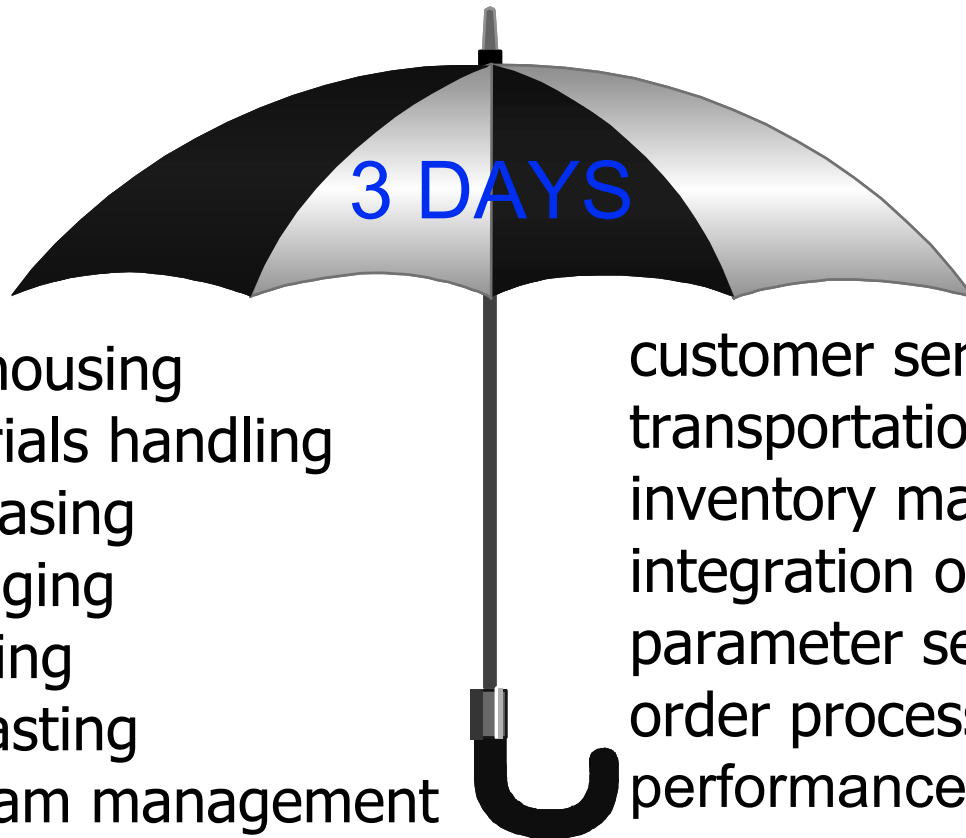 3 DAYS
housing
rials handling
asing
ging
ing
asting
am management
customer ser
transportatio
inventory ma
integration o
parameter se
order process
performance